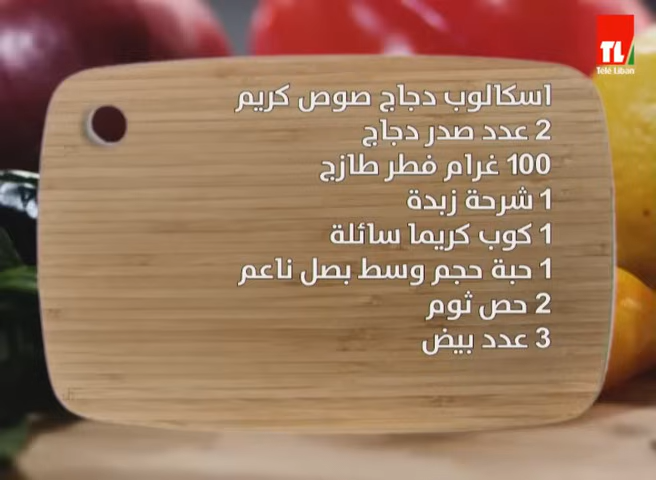 TL
Télé Liban
اسكالوب دجاج صوص كريم
2 عدد صدر دجاج
100 غرام فطر طازج
1 شرحة زبدة
1 كوب كريما سائلة
1 حبة حجم وسط بصل ناعم
2 حص ثوم
3 عدد بيض